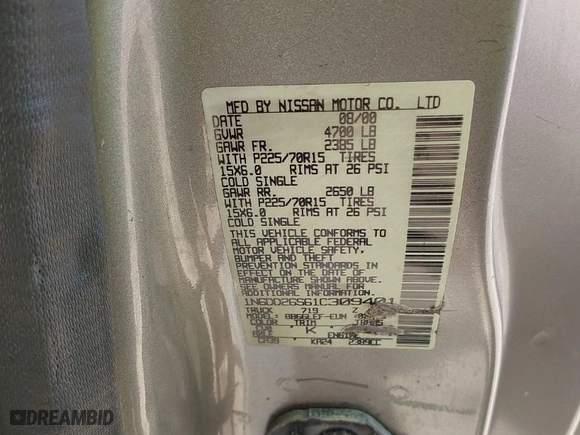 MFD BY NISSAN MOTOR CO. LTD
DATE 08/00
GVWR 4700 LB
GAWR FR. 2385 LB
WITH P225/70R15 TIRES
15X6.0 RIMS AT 26 PSI
COLD SINGLE
GAWR RR. 2650 LB
WITH P225/70R15 TIRES
15X6.0 RIMS AT 26 PSI
COLD SINGLE
THIS VEHICLE CONFORMS TO
ALL APPLICABLE FEDERAL
MOTOR VEHICLE SAFETY,
BUMPER AND THEFT
PREVENTION STANDARDS IN
EFFECT ON THE DATE OF
MANUFACTURE SHOWN ABOVE
SEE OWNERS MANUAL FOR
ADDITIONAL INFORMATION.
1N6DD26S61C309401
TRUCK 719 Z
MODEL:
COLOR TRIM
K
ENGINE
CA39 KA24 2389CC
DREAMBID